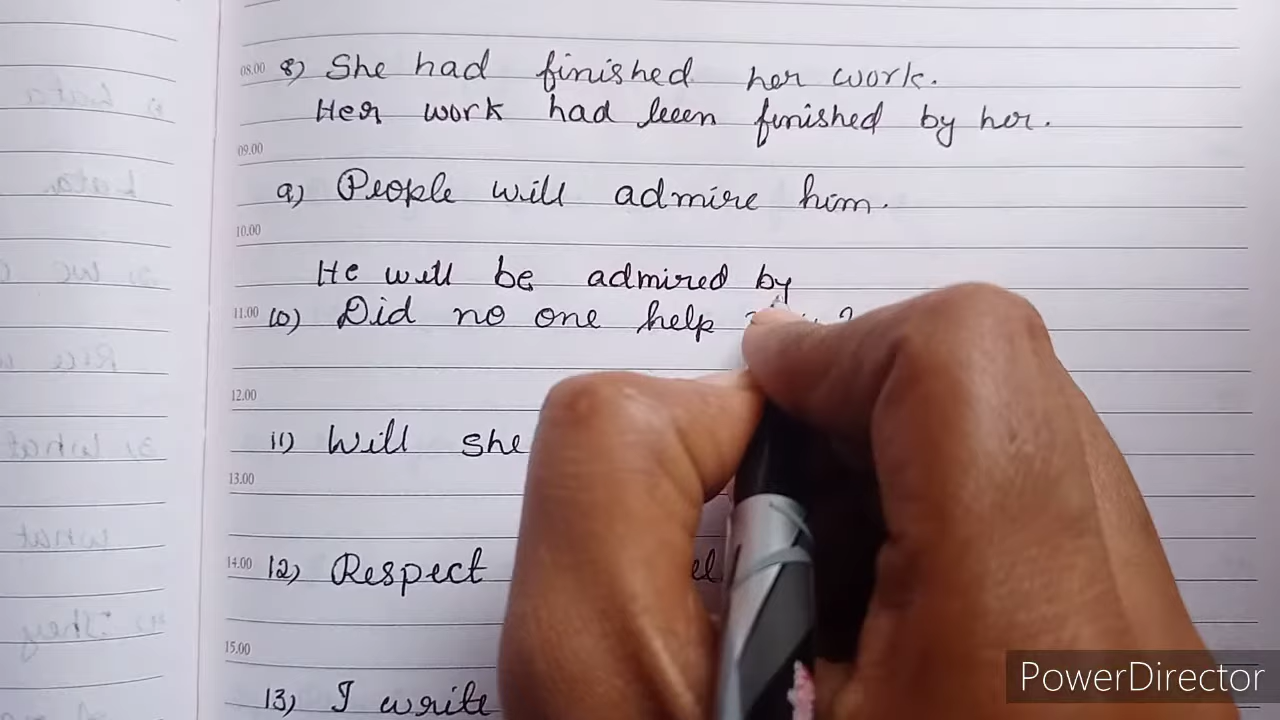 08.00 8) She had finished her work.
Her work had been finished by her.
09.00
9) People will admire him.
10.00
He will be admired by
11.00 10) Did no one help
12.00
11) Will she
13.00
14.00 12) Respect
15.00
13) I write
PowerDirector